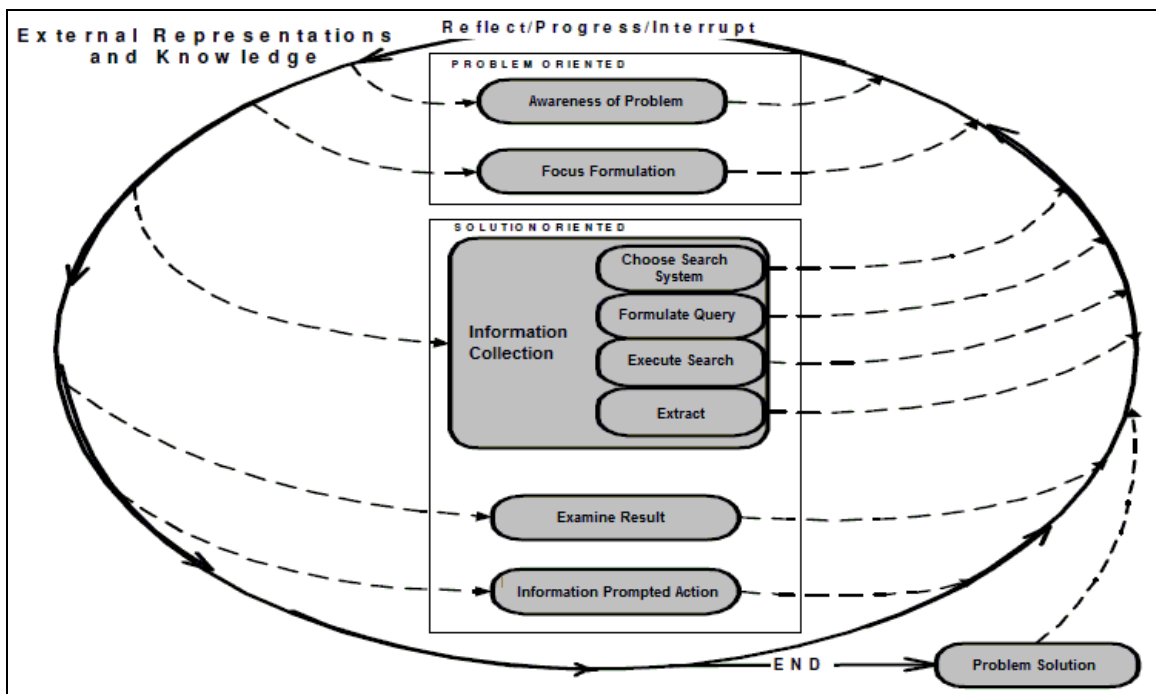 External Representations
and Knowledge
Reflect/Progress/Interrupt
PROBLEM ORIENTED
Awareness of Problem
Focus Formulation
SOLUTION ORIENTED
Information
Collection
Choose Search
System
Formulate Query
Execute Search
Extract
Examine Result
Information Prompted Action
END
Problem Solution